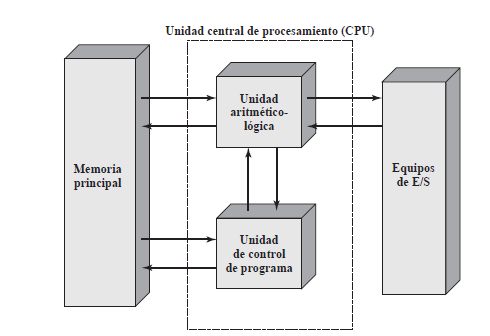 Unidad central de procesamiento (CPU)
Unidad
aritmético-
lógica
Memoria
principal
Equipos
de E/S
Unidad
de control
de programa